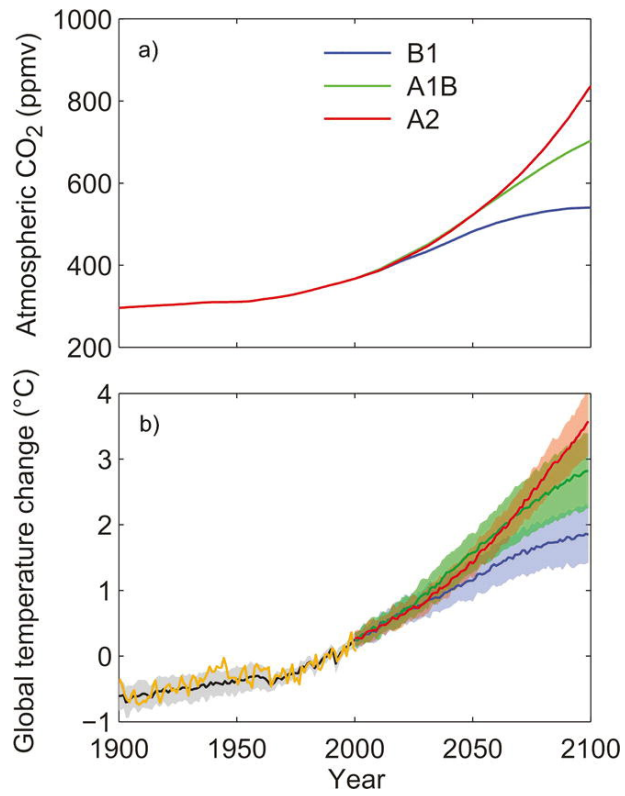 Atmospheric CO₂ (ppmv)
1000
800
600
400
200
a)
B1
A1B
A2
Global temperature change (°C)
4
3
2
1
0
−1
b)
1900
1950
2000
2050
2100
Year